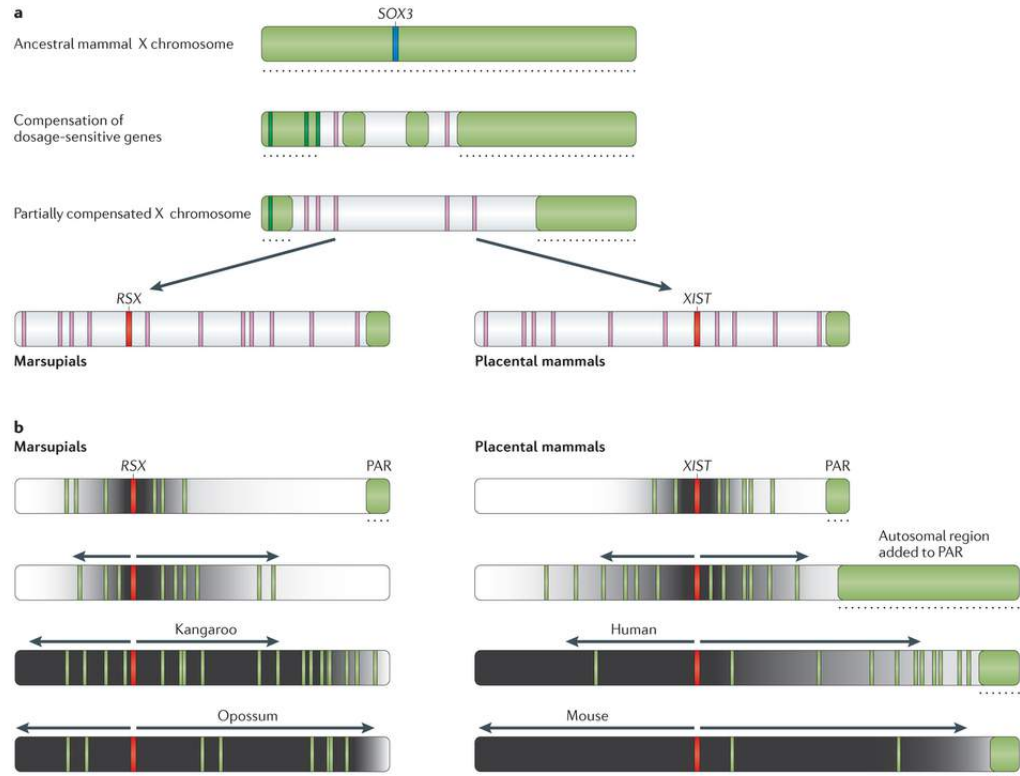 a
SOX3
Ancestral mammal X chromosome
Compensation of
dosage-sensitive genes
Partially compensated X chromosome
RSX
XIST
Marsupials
Placental mammals
b
Marsupials
Placental mammals
RSX
PAR
XIST
PAR
Autosomal region
added to PAR
Kangaroo
Human
Opossum
Mouse